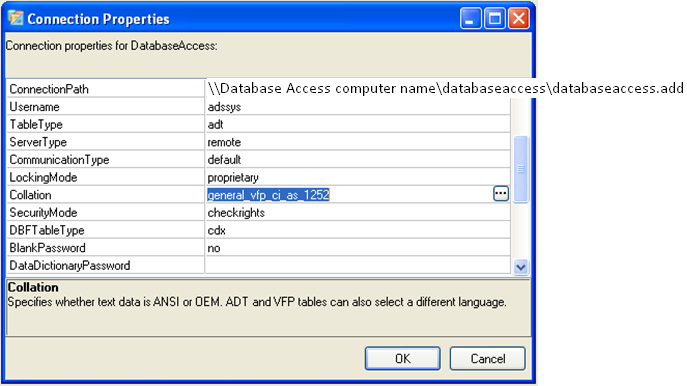 Connection Properties
Connection properties for DatabaseAccess:
ConnectionPath \\Database Access computer name\databaseaccess\databaseaccess.add
Username adssys
TableType adt
ServerType remote
CommunicationType default
LockingMode proprietary
Collation general_vfp_ci_as_1252 ...
SecurityMode checkrights
DBFTableType cdx
BlankPassword no
DataDictionaryPassword
Collation
Specifies whether text data is ANSI or OEM. ADT and VFP tables can also select a different language.
OK Cancel